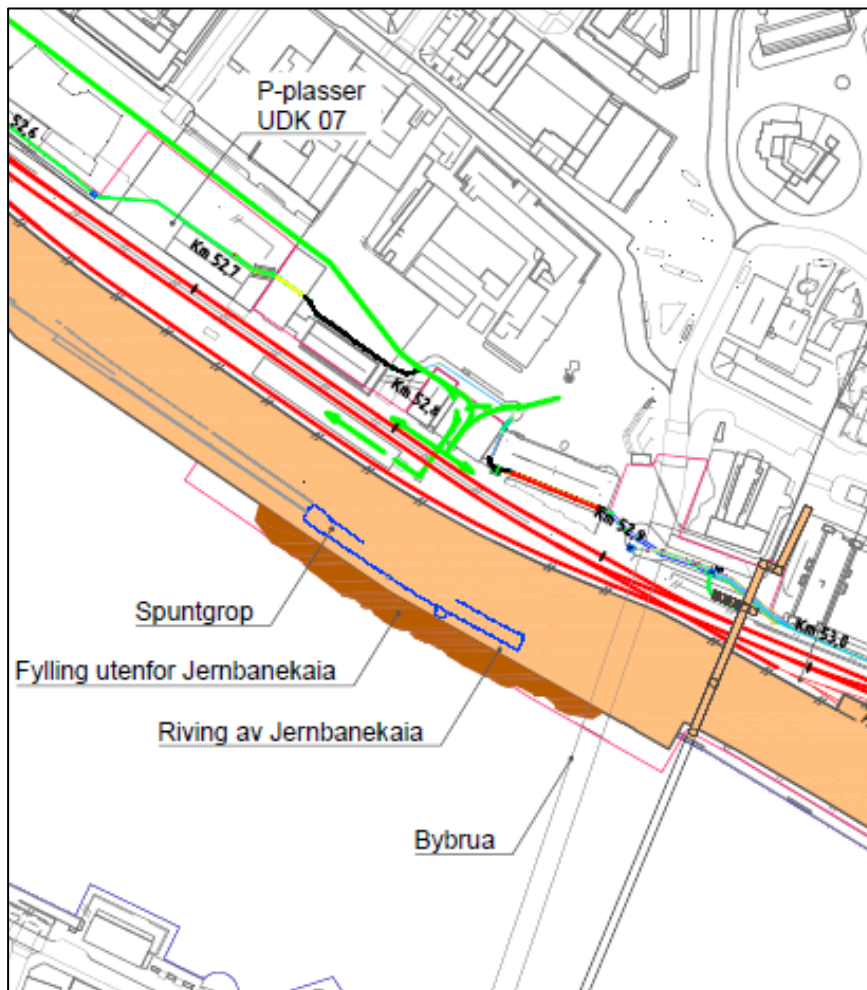 P-plasser
UDK 07
52,6
Km 52,7
Km 52,8
Km 52,9
Km 53,0
Spuntgrop
Fylling utenfor Jernbanekaia
Riving av Jernbanekaia
Bybrua